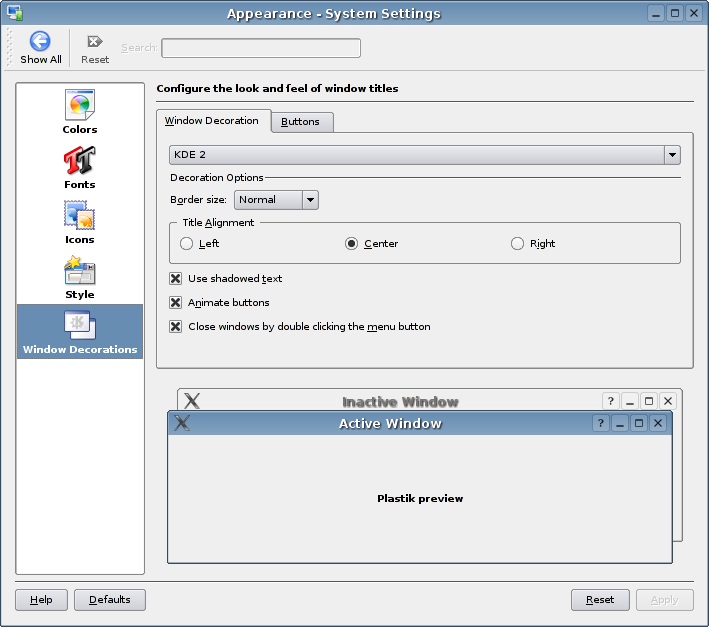 Appearance - System Settings
Show All
Reset
Search:
Configure the look and feel of window titles
Colors
Fonts
Icons
Style
Window Decorations
Window Decoration
Buttons
KDE 2
Decoration Options
Border size: Normal
Title Alignment
Left Center Right
Use shadowed text
Animate buttons
Close windows by double clicking the menu button
Inactive Window
?
Active Window
?
Plastik preview
Help Defaults Reset Apply